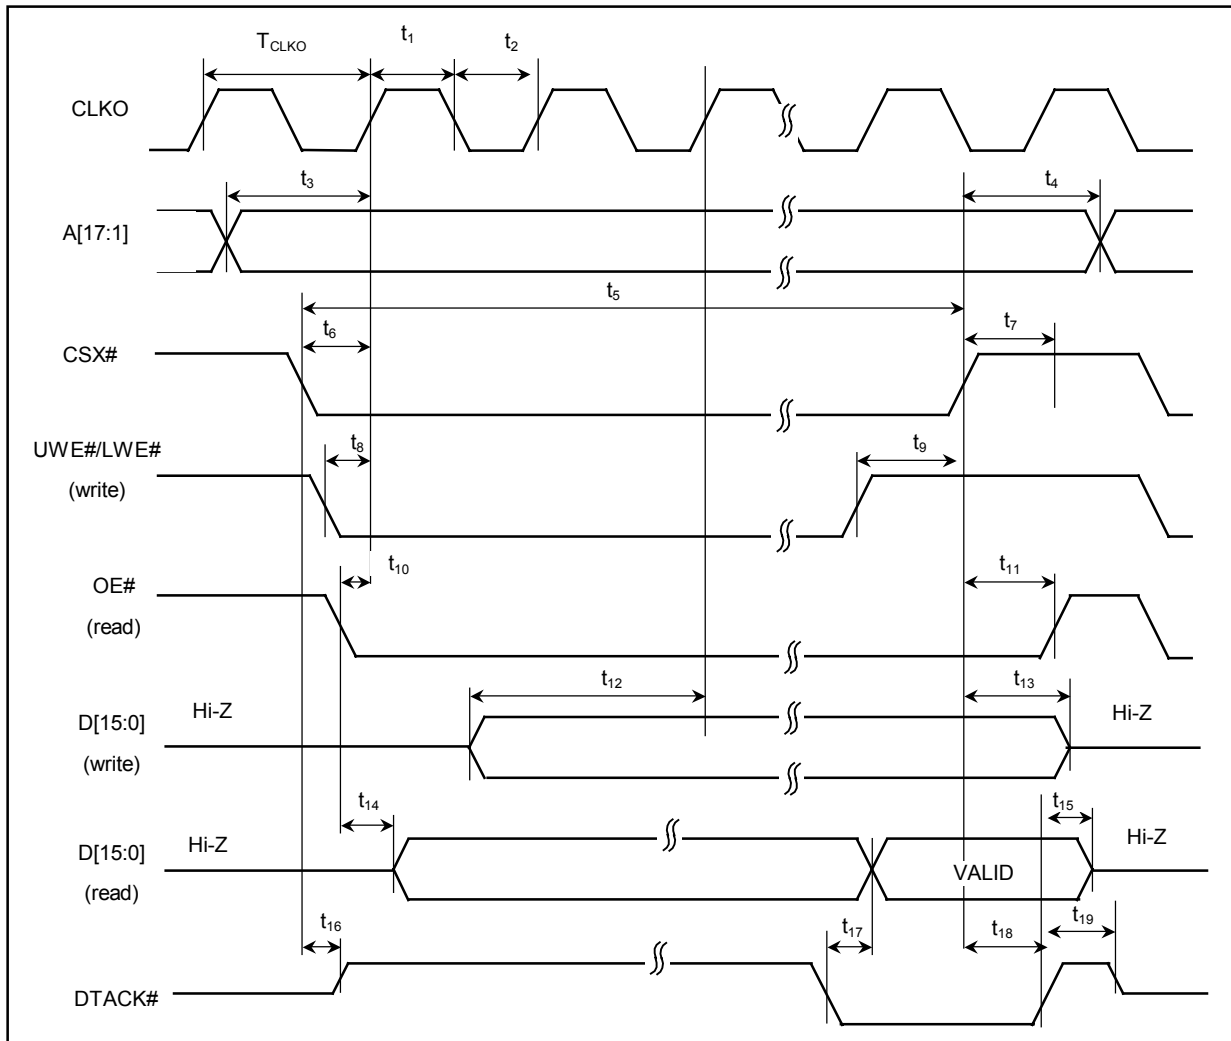 T_CLKO t₁ t₂
CLKO
t₃ t₄
A[17:1]
t₅
t₆ t₇
CSX#
UWE#/LWE# t₈ t₉
(write)
t₁₀ t₁₁
OE#
(read)
t₁₂ t₁₃
Hi-Z Hi-Z
D[15:0]
(write)
t₁₄ t₁₅
Hi-Z Hi-Z
D[15:0]
VALID
(read)
t₁₆ t₁₇ t₁₈ t₁₉
DTACK#